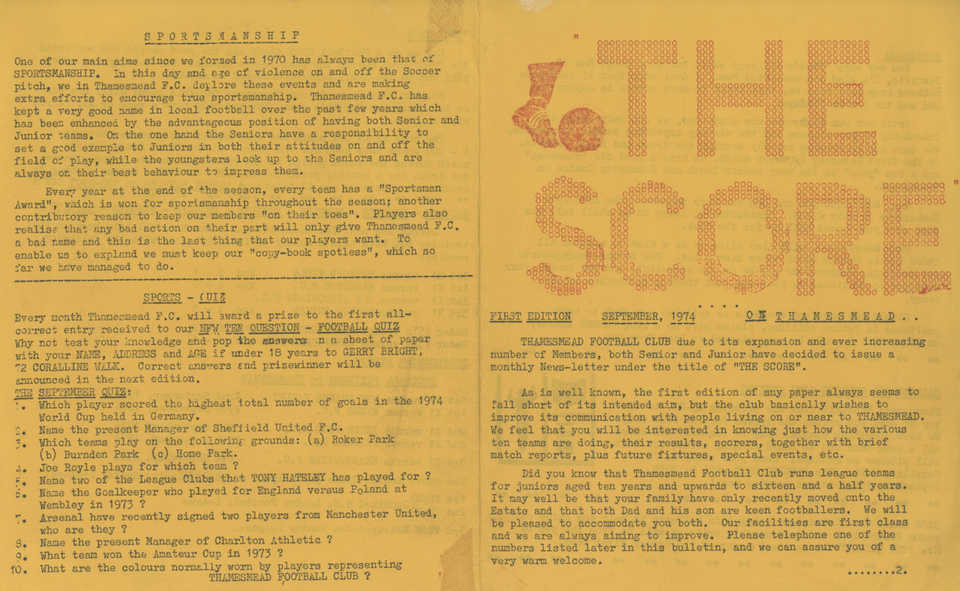 SPORTSMANSHIP
One of our main aims since we formed in 1970 has always been that of
SPORTSMANSHIP. In this day and age of violence on and off the Soccer
pitch, we in Thamesmead F.C. deplore these events and are making
extra efforts to encourage true sportsmanship. Thamesmead F.C. has
kept a very good name in local football over the past few years which
has been enhanced by the advantageous position of having both Senior and
Junior teams. On the one hand the Seniors have a responsibility to
set a good example to Juniors in both their attitudes on and off the
field of play, while the youngsters look up to the Seniors and are
always on their best behaviour to impress them.
Every year at the end of the season, every team has a "Sportsman
Award", which is won for sportsmanship throughout the season; another
contributory reason to keep our members "on their toes". Players also
realise that any bad action on their part will only give Thamesmead F.C.
a bad name and this is the last thing that our players want. To
enable us to expland we must keep our "copy-book spotless", which so
far we have managed to do.
SPORTS - QUIZ
Every month Thamesmead F.C. will award a prize to the first all-
correct entry received to our NEW TEN QUESTION - FOOTBALL QUIZ
Why not test your knowledge and pop the answers on a sheet of paper
with your NAME, ADDRESS and AGE if under 18 years to GERRY BRIGHT,
72 CORALLINE WALK. Correct answers and prizewinner will be
announced in the next edition.
THE SEPTEMBER QUIZ:
1. Which player scored the highest total number of goals in the 1974
World Cup held in Germany.
2. Name the present Manager of Sheffield United F.C.
3. Which teams play on the following grounds: (a) Roker Park
(b) Burnden Park (c) Home Park.
4. Joe Royle plays for which team ?
5. Name two of the League Clubs that TONY HATELEY has played for ?
6. Name the Goalkeeper who played for England versus Poland at
Wembley in 1973 ?
7. Arsenal have recently signed two players from Manchester United,
who are they ?
8. Name the present Manager of Charlton Athletic ?
9. What team won the Amateur Cup in 1973 ?
10. What are the colours normally worn by players representing
THAMESMEAD FOOTBALL CLUB ?
"THE
SCORE"
....
FIRST EDITION SEPTEMBER, 1974 ON THAMESMEAD..
THAMESMEAD FOOTBALL CLUB due to its expansion and ever increasing
number of Members, both Senior and Junior have decided to issue a
monthly News-letter under the title of "THE SCORE".
As is well known, the first edition of any paper always seems to
fall short of its intended aim, but the club basically wishes to
improve its communication with people living on or near to THAMESMEAD.
We feel that you will be interested in knowing just how the various
ten teams are doing, their results, scorers, together with brief
match reports, plus future fixtures, special events, etc.
Did you know that Thamesmead Football Club runs league teams
for juniors aged ten years and upwards to sixteen and a half years.
It may well be that your family have only recently moved onto the
Estate and that both Dad and his son are keen footballers. We will
be pleased to accommodate you both. Our facilities are first class
and we are always aiming to improve. Please telephone one of the
numbers listed later in this bulletin, and we can assure you of a
very warm welcome.
........2.